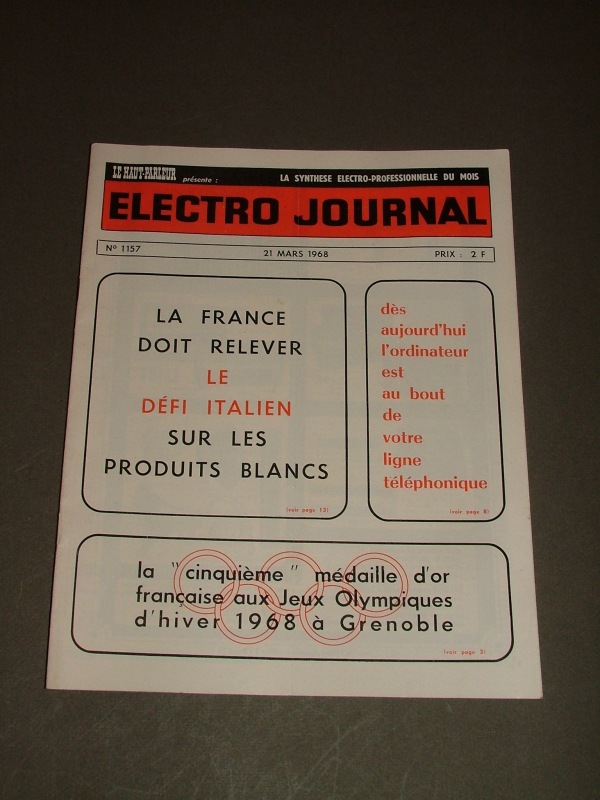 LE HAUT-PARLEUR présente : LA SYNTHESE ELECTRO-PROFESSIONNELLE DU MOIS
ELECTRO JOURNAL
Nº 1157 21 MARS 1968 PRIX : 2 F
LA FRANCE
DOIT RELEVER
LE
DÉFI ITALIEN
SUR LES
PRODUITS BLANCS
(voir page 13)
dès
aujourd'hui
l'ordinateur
est
au bout
de
votre
ligne
téléphonique
(voir page 8)
la "cinquième" médaille d'or
française aux Jeux Olympiques
d'hiver 1968 à Grenoble
(voir page 3)